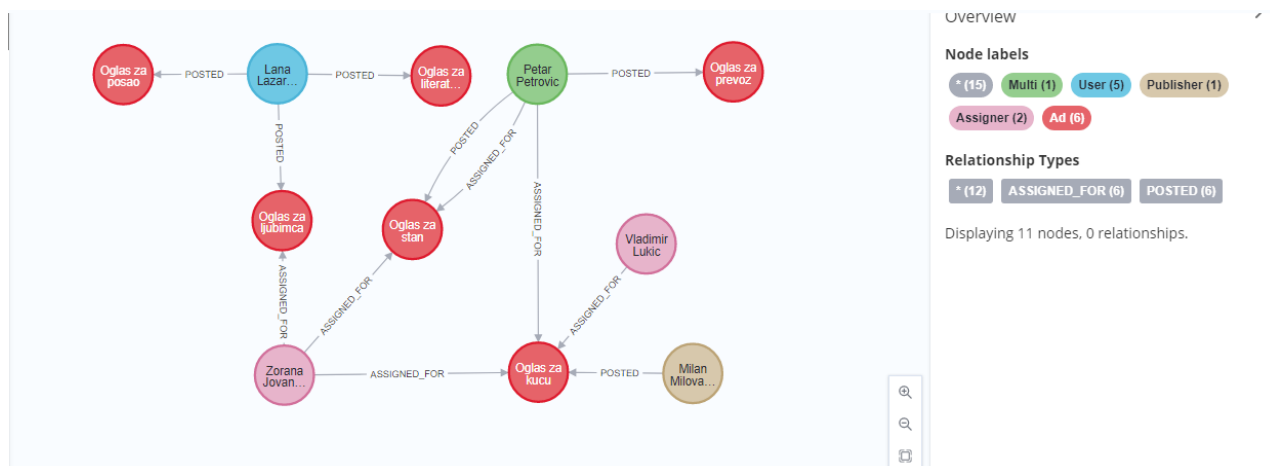 Overview
Node labels
* (15) Multi (1) User (5) Publisher (1)
Assigner (2) Ad (6)
Relationship Types
* (12) ASSIGNED_FOR (6) POSTED (6)
Displaying 11 nodes, 0 relationships.
Oglas za
posao
POSTED
Lana
Lazar...
POSTED
Oglas za
literat...
Petar
Petrovic
POSTED
Oglas za
prevoz
POSTED
POSTED
ASSIGNED_FOR
ASSIGNED_FOR
Oglas za
ljubimca
Oglas za
stan
Vladimir
Lukic
ASSIGNED_FOR
ASSIGNED_FOR
ASSIGNED_FOR
Zorana
Jovan...
ASSIGNED_FOR
Oglas za
kucu
POSTED
Milan
Milova...